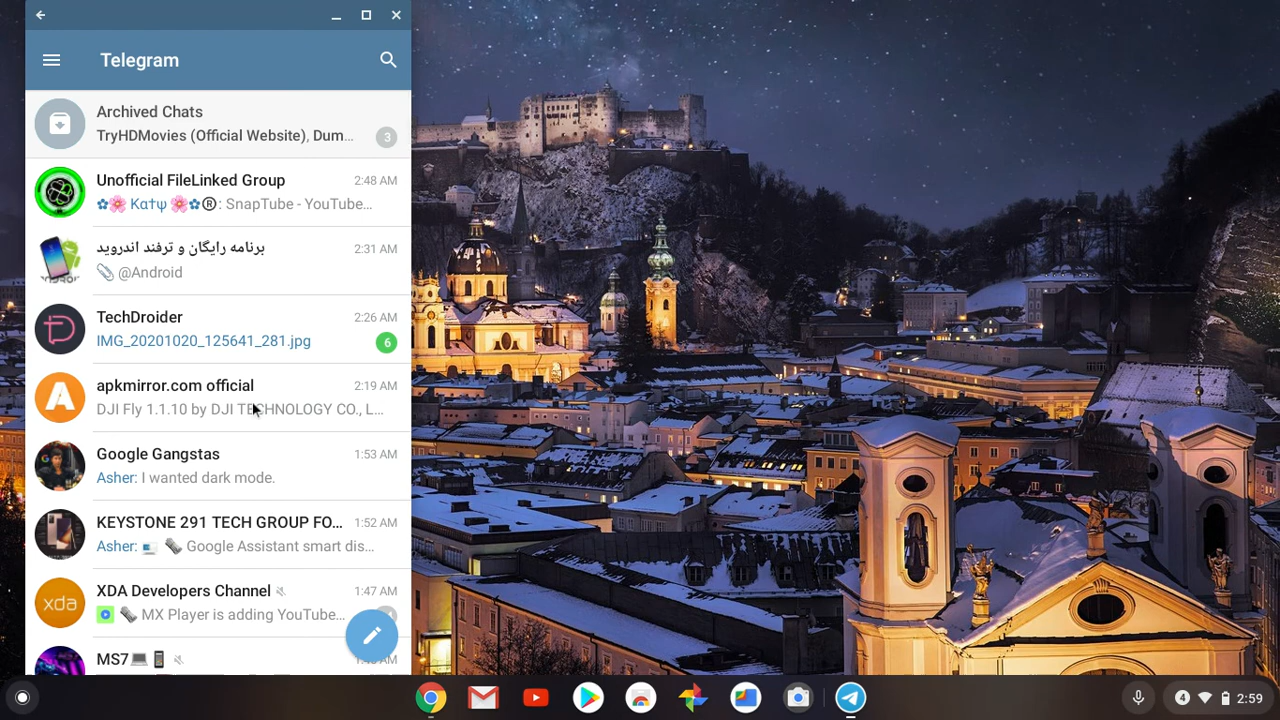 Telegram
Archived Chats
TryHDMovies (Official Website), Dum…
3
Unofficial FileLinked Group
2:48 AM
✿🌸 Kαтψ 🌸✿®: SnapTube - YouTube…
برنامه رایگان و ترفند اندروید
2:31 AM
📎 @Android
TechDroider
2:26 AM
IMG_20201020_125641_281.jpg
6
apkmirror.com official
2:19 AM
DJI Fly 1.1.10 by DJI TECHNOLOGY CO., L…
Google Gangstas
1:53 AM
Asher: I wanted dark mode.
KEYSTONE 291 TECH GROUP FO…
1:52 AM
Asher: Google Assistant smart dis…
xda
XDA Developers Channel
1:47 AM
MX Player is adding YouTube…
MS7💻📱
AM
4
2:59